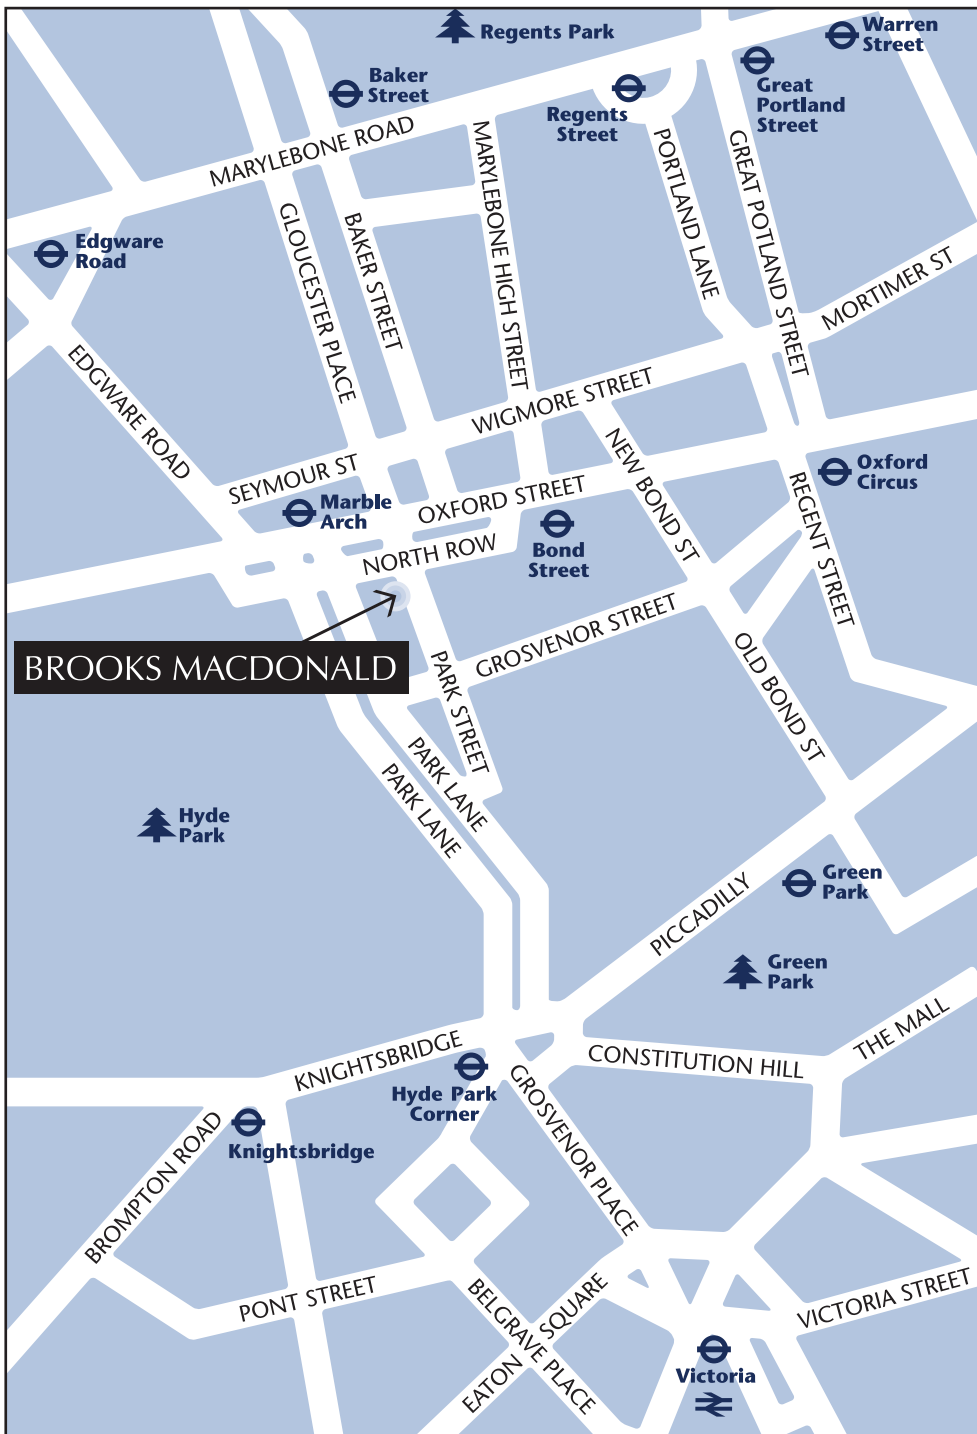 Regents Park
Warren
Street
Baker
Street
Great
Portland
Street
Regents
Street
MARYLEBONE ROAD
MARYLEBONE HIGH STREET
PORTLAND LANE
GREAT POTLAND STREET
GLOUCESTER PLACE
BAKER STREET
Edgware
Road
MORTIMER ST
EDGWARE ROAD
WIGMORE STREET
SEYMOUR ST
NEW BOND ST
Oxford
Circus
REGENT STREET
Marble
Arch
OXFORD STREET
NORTH ROW
Bond
Street
GROSVENOR STREET
BROOKS MACDONALD
PARK STREET
OLD BOND ST
PARK LANE
PARK LANE
Hyde
Park
Green
Park
PICCADILLY
Green
Park
THE MALL
KNIGHTSBRIDGE
CONSTITUTION HILL
Hyde Park
Corner
GROSVENOR PLACE
Knightsbridge
BROMPTON ROAD
PONT STREET
BELGRAVE PLACE
EATON SQUARE
VICTORIA STREET
Victoria